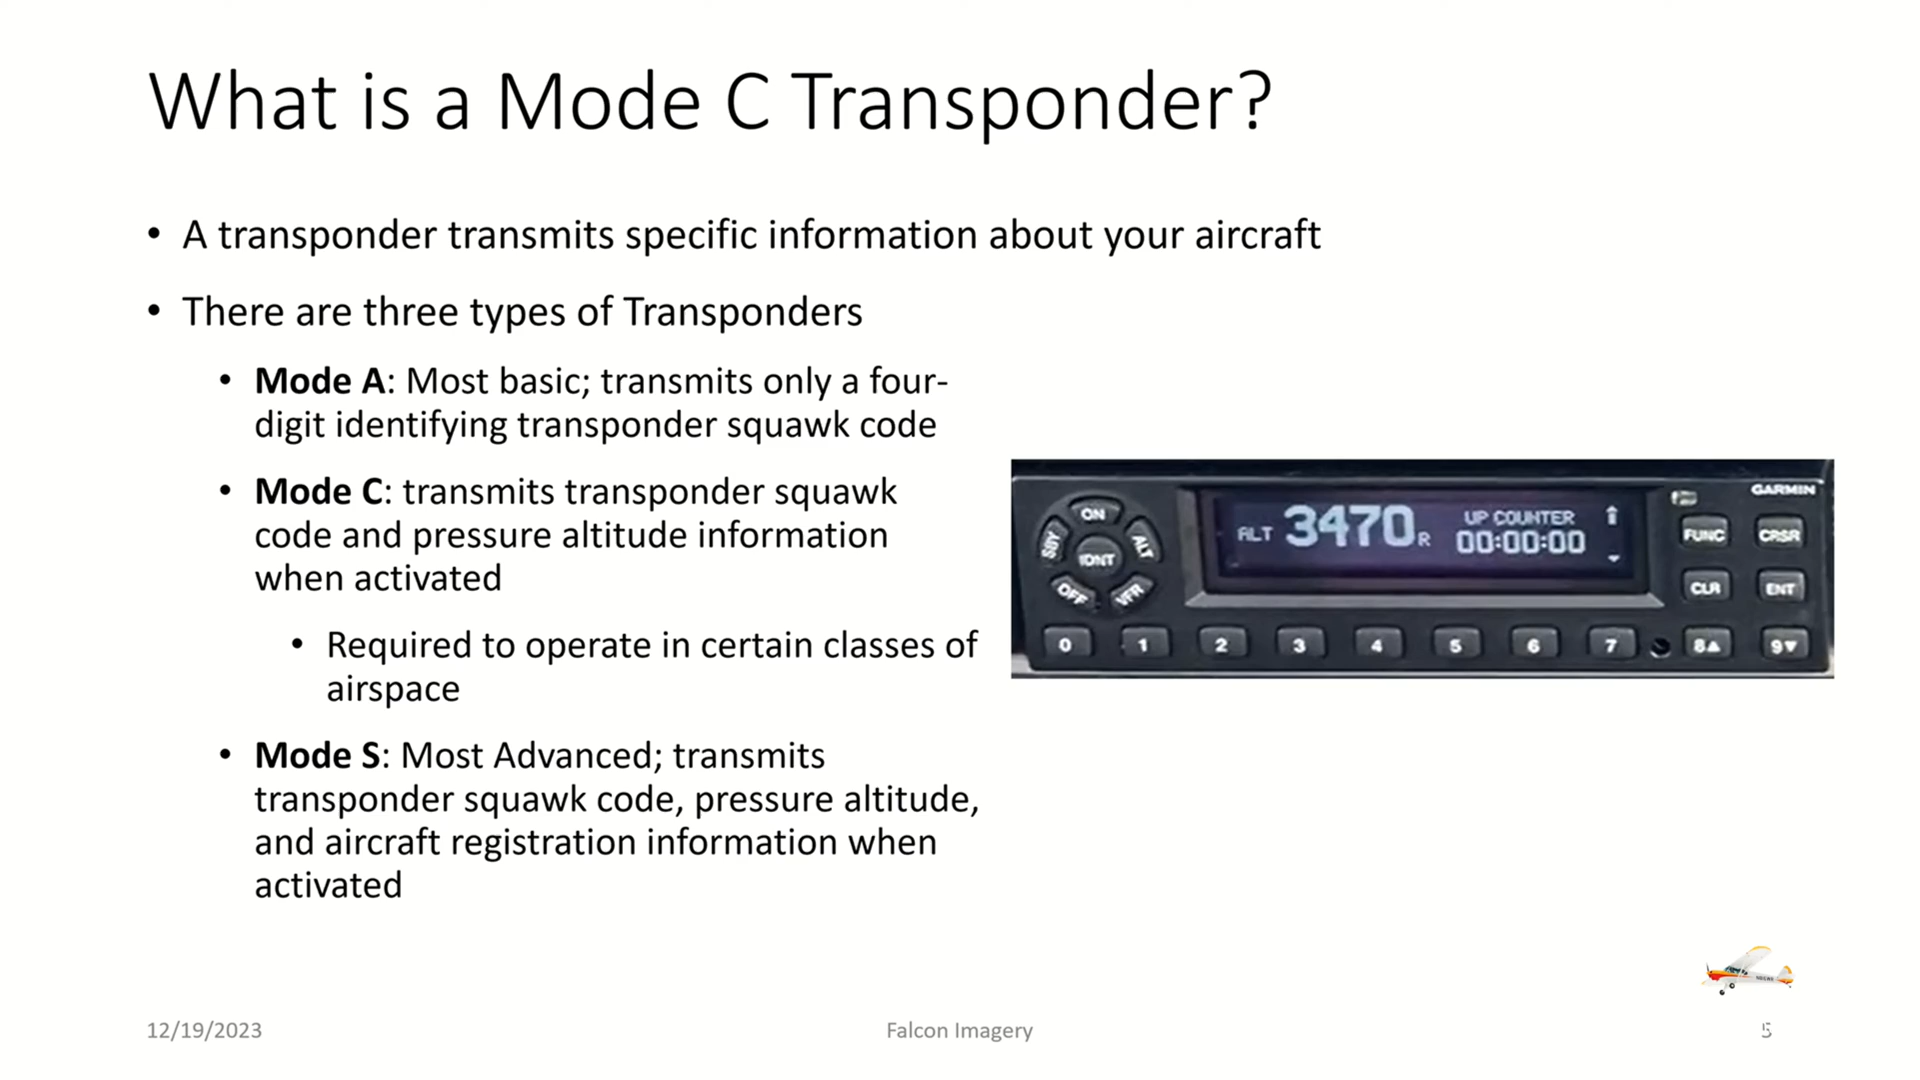 What is a Mode C Transponder?
• A transponder transmits specific information about your aircraft
• There are three types of Transponders
• Mode A: Most basic; transmits only a four-
digit identifying transponder squawk code
• Mode C: transmits transponder squawk
code and pressure altitude information
when activated
• Required to operate in certain classes of
airspace
• Mode S: Most Advanced; transmits
transponder squawk code, pressure altitude,
and aircraft registration information when
activated
GARMIN
ON
SBY
ALT
IDNT
OFF
VFR
ALT 3470 R
UP COUNTER
00:00:00
FUNC CRSR
CLR ENT
0 1 2 3 4 5 6 7 8▲ 9▼
12/19/2023
Falcon Imagery
5